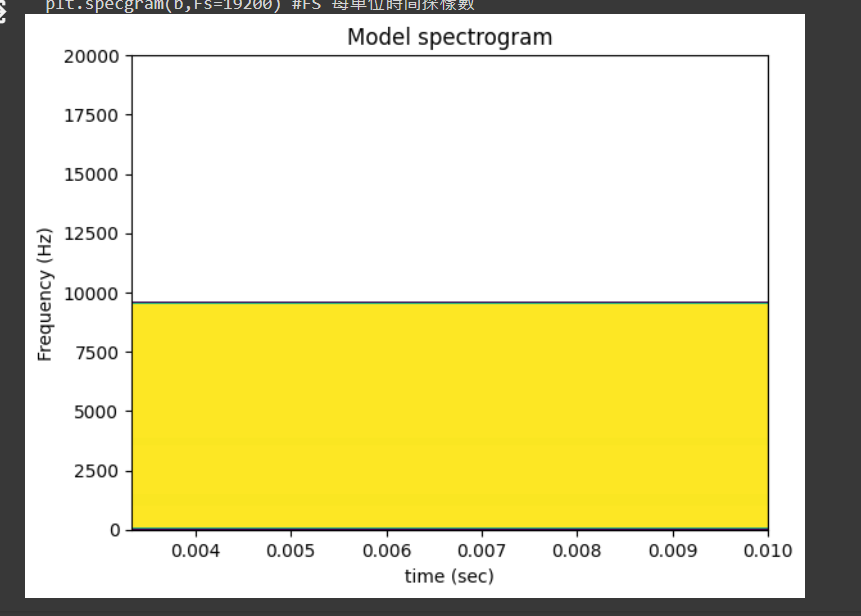 plt.specgram(b,Fs=19200) #FS 每單位時間採樣數
Model spectrogram
20000
17500
15000
12500
10000
7500
5000
2500
0
Frequency (Hz)
0.004 0.005 0.006 0.007 0.008 0.009 0.010
time (sec)